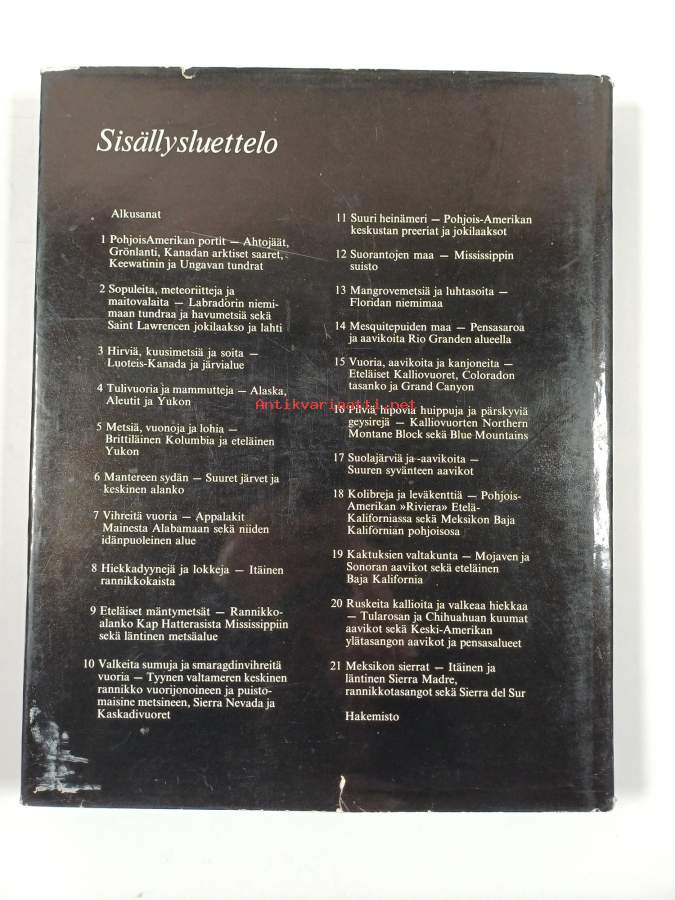 Sisällysluettelo
Alkusanat
1 PohjoisAmerikan portit — Ahtojäät,
Grönlanti, Kanadan arktiset saaret,
Keewatinin ja Ungavan tundrat
2 Sopuleita, meteoriitteja ja
maitovalaita — Labradorin niemi-
maan tundraa ja havumetsiä sekä
Saint Lawrencen jokilaakso ja lahti
3 Hirviä, kuusimetsiä ja soita —
Luoteis-Kanada ja järvialue
4 Tulivuoria ja mammutteja — Alaska,
Aleutit ja Yukon
5 Metsiä, vuonoja ja lohia —
Brittiläinen Kolumbia ja eteläinen
Yukon
6 Mantereen sydän — Suuret järvet ja
keskinen alanko
7 Vihreitä vuoria — Appalakit
Mainesta Alabamaan sekä niiden
idänpuoleinen alue
8 Hiekkadyynejä ja lokkeja — Itäinen
rannikkokaista
9 Eteläiset mäntymetsät — Rannikko-
alanko Kap Hatterasista Mississippiin
sekä läntinen metsäalue
10 Valkeita sumuja ja smaragdinvihreitä
vuoria — Tyynen valtameren keskinen
rannikko vuorijonoineen ja puisto-
maisine metsineen, Sierra Nevada ja
Kaskadivuoret
11 Suuri heinämeri — Pohjois-Amerikan
keskustan preeriat ja jokilaaksot
12 Suorantojen maa — Mississippin
suisto
13 Mangrovemetsiä ja luhtasoita —
Floridan niemimaa
14 Mesquitepuiden maa — Pensasaroa
ja aavikoita Rio Granden alueella
15 Vuoria, aavikoita ja kanjoneita —
Eteläiset Kalliovuoret, Coloradon
tasanko ja Grand Canyon
Antikvariaatti.net
16 Pilviä hipovia huippuja ja pärskyviä
geysirejä — Kalliovuorten Northern
Montane Block sekä Blue Mountains
17 Suolajärviä ja -aavikoita —
Suuren syvänteen aavikot
18 Kolibreja ja leväkenttiä — Pohjois-
Amerikan »Riviera» Etelä-
Kaliforniassa sekä Meksikon Baja
Kalifornian pohjoisosa
19 Kaktuksien valtakunta — Mojaven ja
Sonoran aavikot sekä eteläinen
Baja Kalifornia
20 Ruskeita kallioita ja valkeaa hiekkaa
— Tularosan ja Chihuahuan kuumat
aavikot sekä Keski-Amerikan
ylätasangon aavikot ja pensasalueet
21 Meksikon sierrat — Itäinen ja
läntinen Sierra Madre,
rannikkotasangot sekä Sierra del Sur
Hakemisto